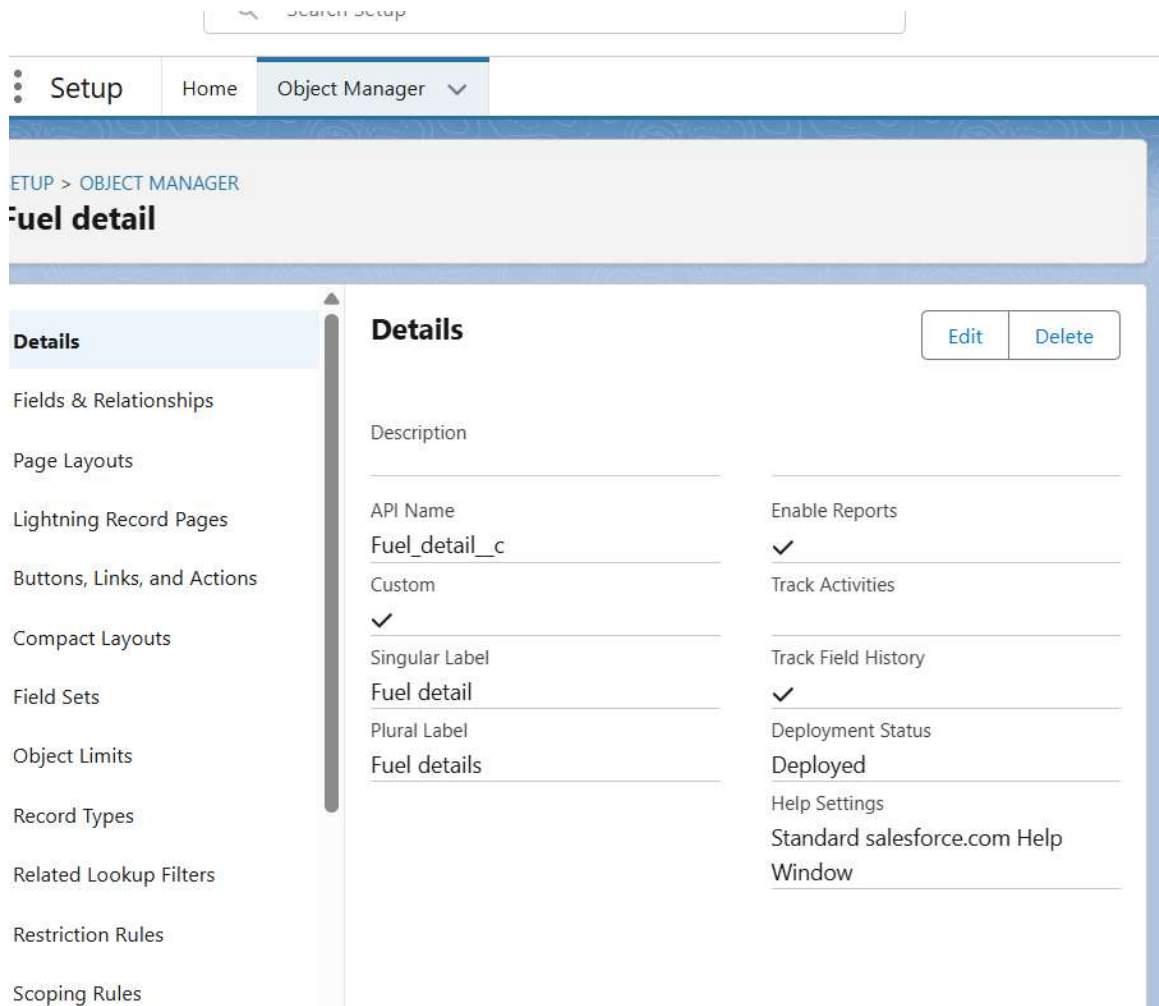 Search Setup
Setup
Home
Object Manager
ETUP > OBJECT MANAGER
Fuel detail
Details
Fields & Relationships
Page Layouts
Lightning Record Pages
Buttons, Links, and Actions
Compact Layouts
Field Sets
Object Limits
Record Types
Related Lookup Filters
Restriction Rules
Scoping Rules
Details
Edit
Delete
Description
API Name
Fuel_detail__c
Custom
Singular Label
Fuel detail
Plural Label
Fuel details
Enable Reports
Track Activities
Track Field History
Deployment Status
Deployed
Help Settings
Standard salesforce.com Help
Window